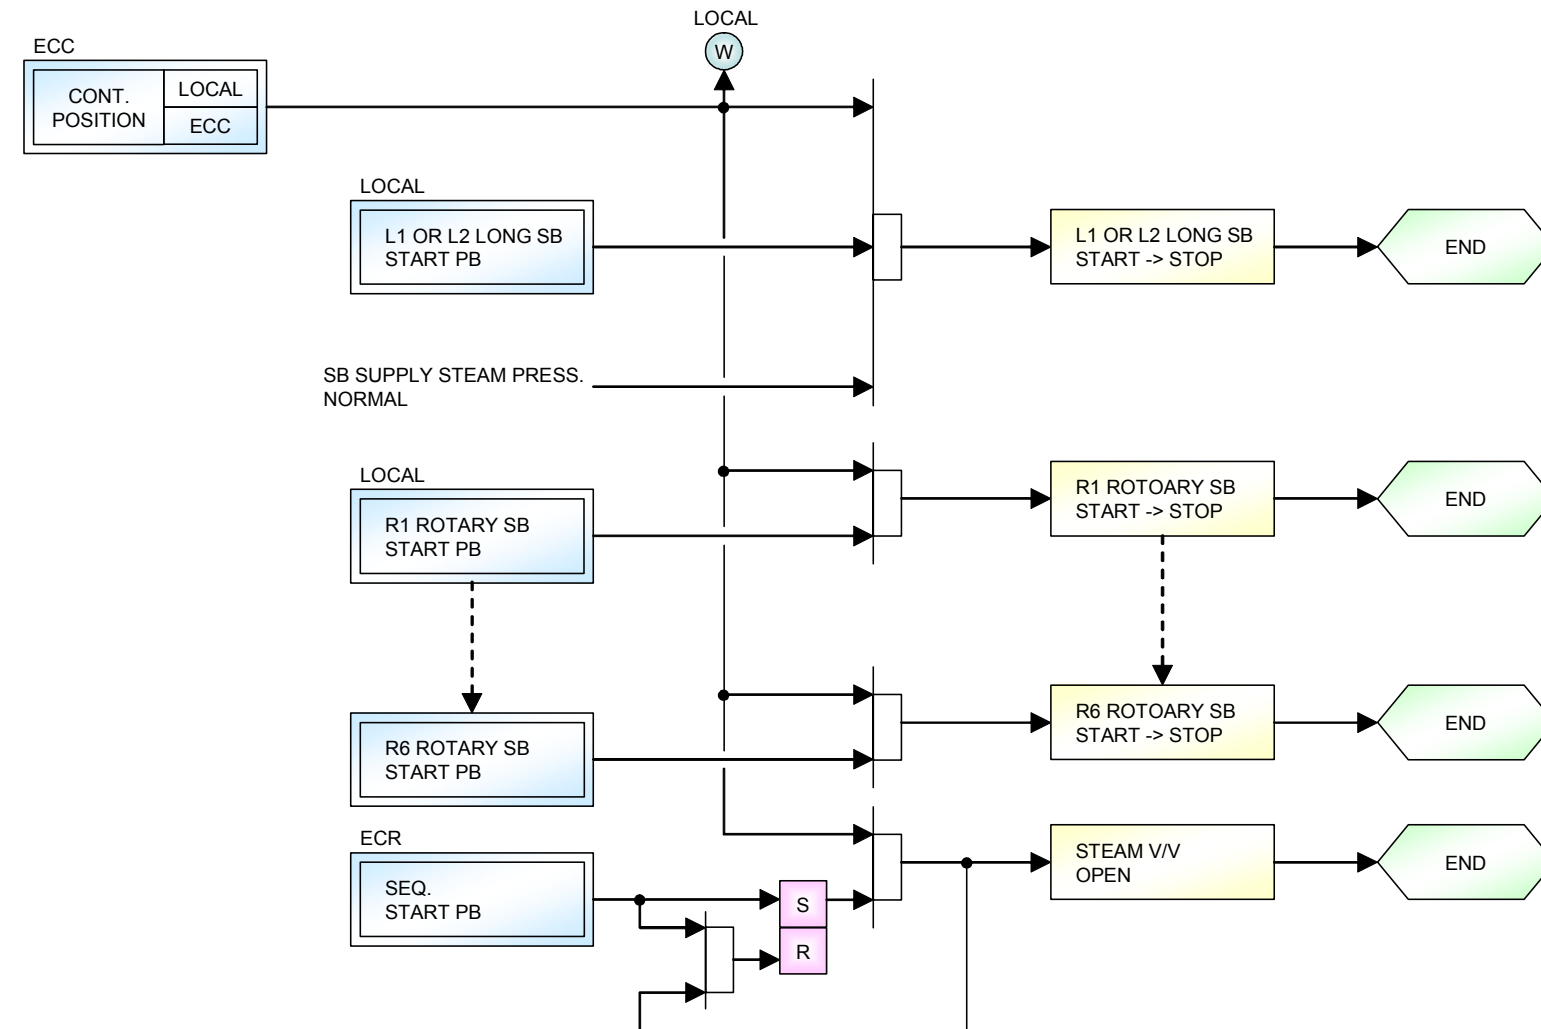 LOCAL
W
ECC
CONT.
POSITION
LOCAL
ECC
LOCAL
L1 OR L2 LONG SB
START PB
L1 OR L2 LONG SB
START -> STOP
END
SB SUPPLY STEAM PRESS.
NORMAL
LOCAL
R1 ROTARY SB
START PB
R1 ROTOARY SB
START -> STOP
END
R6 ROTARY SB
START PB
R6 ROTOARY SB
START -> STOP
END
ECR
SEQ.
START PB
S
R
STEAM V/V
OPEN
END